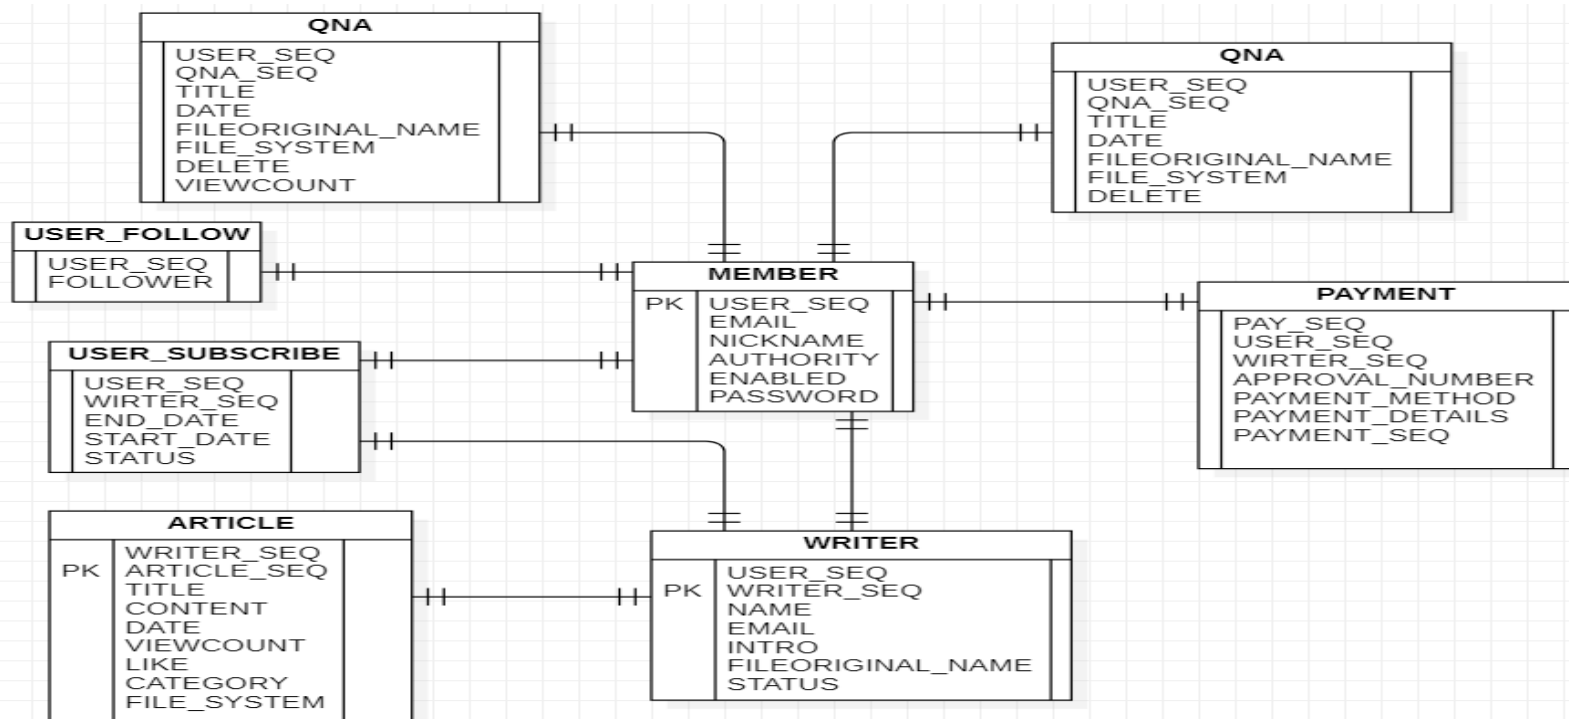 QNA
USER_SEQ
QNA_SEQ
TITLE
DATE
FILEORIGINAL_NAME
FILE_SYSTEM
DELETE
VIEWCOUNT
QNA
USER_SEQ
QNA_SEQ
TITLE
DATE
FILEORIGINAL_NAME
FILE_SYSTEM
DELETE
USER_FOLLOW
USER_SEQ
FOLLOWER
MEMBER
PK USER_SEQ
EMAIL
NICKNAME
AUTHORITY
ENABLED
PASSWORD
PAYMENT
PAY_SEQ
USER_SEQ
WIRTER_SEQ
APPROVAL_NUMBER
PAYMENT_METHOD
PAYMENT_DETAILS
PAYMENT_SEQ
USER_SUBSCRIBE
USER_SEQ
WIRTER_SEQ
END_DATE
START_DATE
STATUS
ARTICLE
WRITER_SEQ
PK ARTICLE_SEQ
TITLE
CONTENT
DATE
VIEWCOUNT
LIKE
CATEGORY
FILE_SYSTEM
WRITER
USER_SEQ
PK WRITER_SEQ
NAME
EMAIL
INTRO
FILEORIGINAL_NAME
STATUS